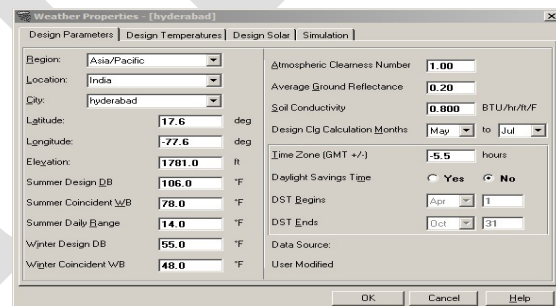 Weather Properties - [hyderabad]
Design Parameters Design Temperatures Design Solar Simulation
Region: Asia/Pacific
Location: India
City: hyderabad
Latitude: 17.6 deg
Longitude: -77.6 deg
Elevation: 1781.0 ft
Summer Design DB 106.0 °F
Summer Coincident WB 78.0 °F
Summer Daily Range 14.0 °F
Winter Design DB 55.0 °F
Winter Coincident WB 48.0 °F
Atmospheric Clearness Number 1.00
Average Ground Reflectance 0.20
Soil Conductivity 0.800 BTU/hr/ft/F
Design Clg Calculation Months May to Jul
Time Zone (GMT +/-) -5.5 hours
Daylight Savings Time Yes No
DST Begins Apr 1
DST Ends Oct 31
Data Source:
User Modified
OK Cancel Help